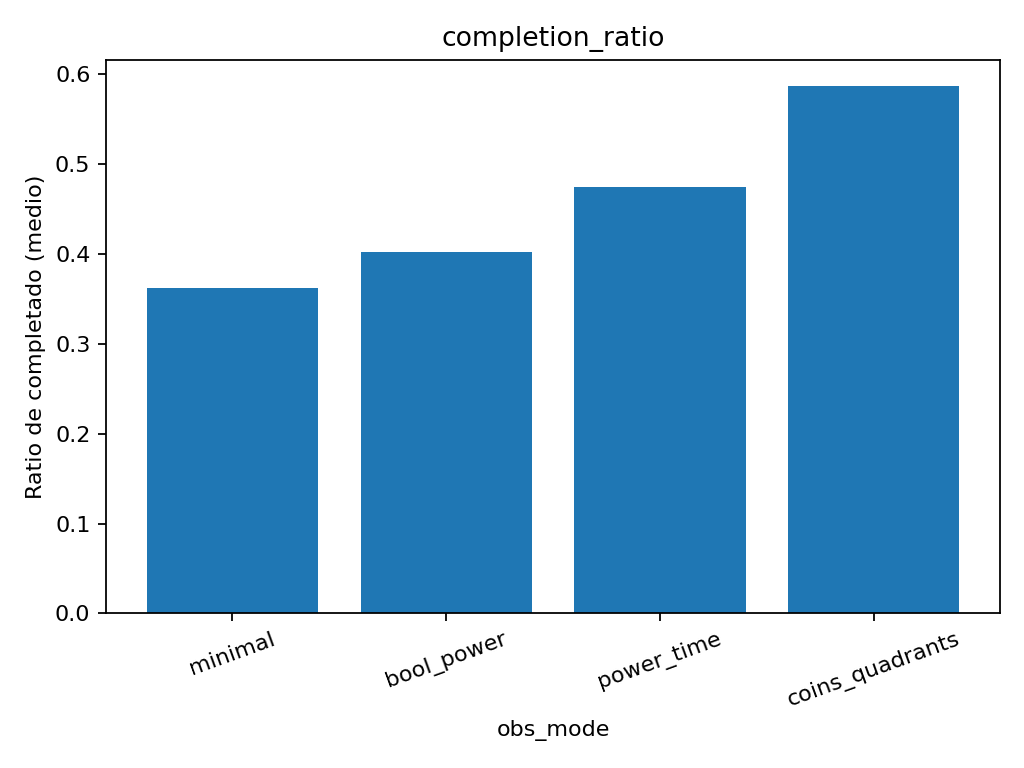 completion_ratio
Ratio de completado (medio)
0.6
0.5
0.4
0.3
0.2
0.1
0.0
minimal
bool_power
power_time
coins_quadrants
obs_mode